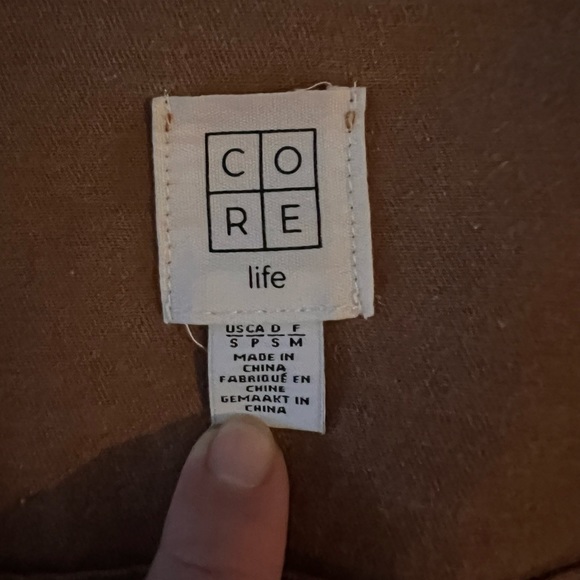 C O
R E
life
US CA D F
S P S M
MADE IN
CHINA
FABRIQUÉ EN
CHINE
GEMAAKT IN
CHINA